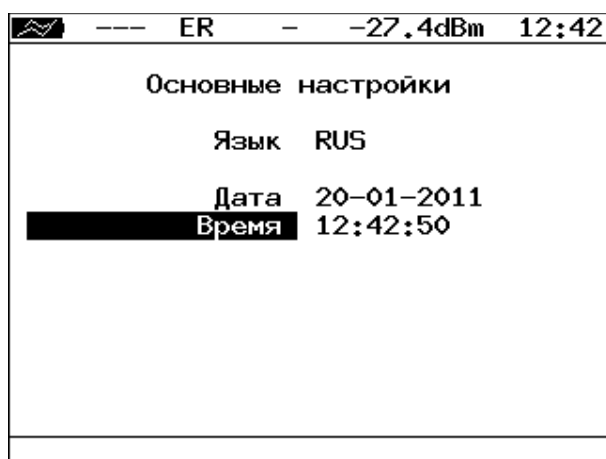 --- ER - -27.4dBm 12:42
Основные настройки
Язык RUS
Дата 20-01-2011
Время 12:42:50